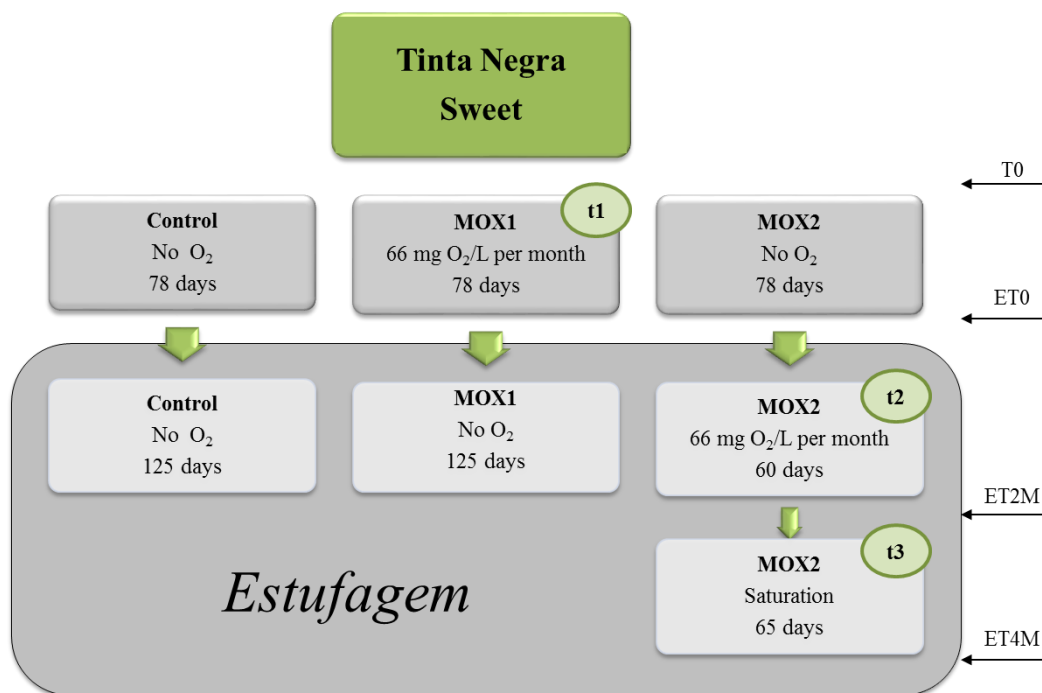 Tinta Negra
Sweet
T0
Control
No O₂
78 days
t1
MOX1
66 mg O₂/L per month
78 days
MOX2
No O₂
78 days
ET0
Control
No O₂
125 days
MOX1
No O₂
125 days
t2
MOX2
66 mg O₂/L per month
60 days
ET2M
t3
MOX2
Saturation
65 days
Estufagem
ET4M